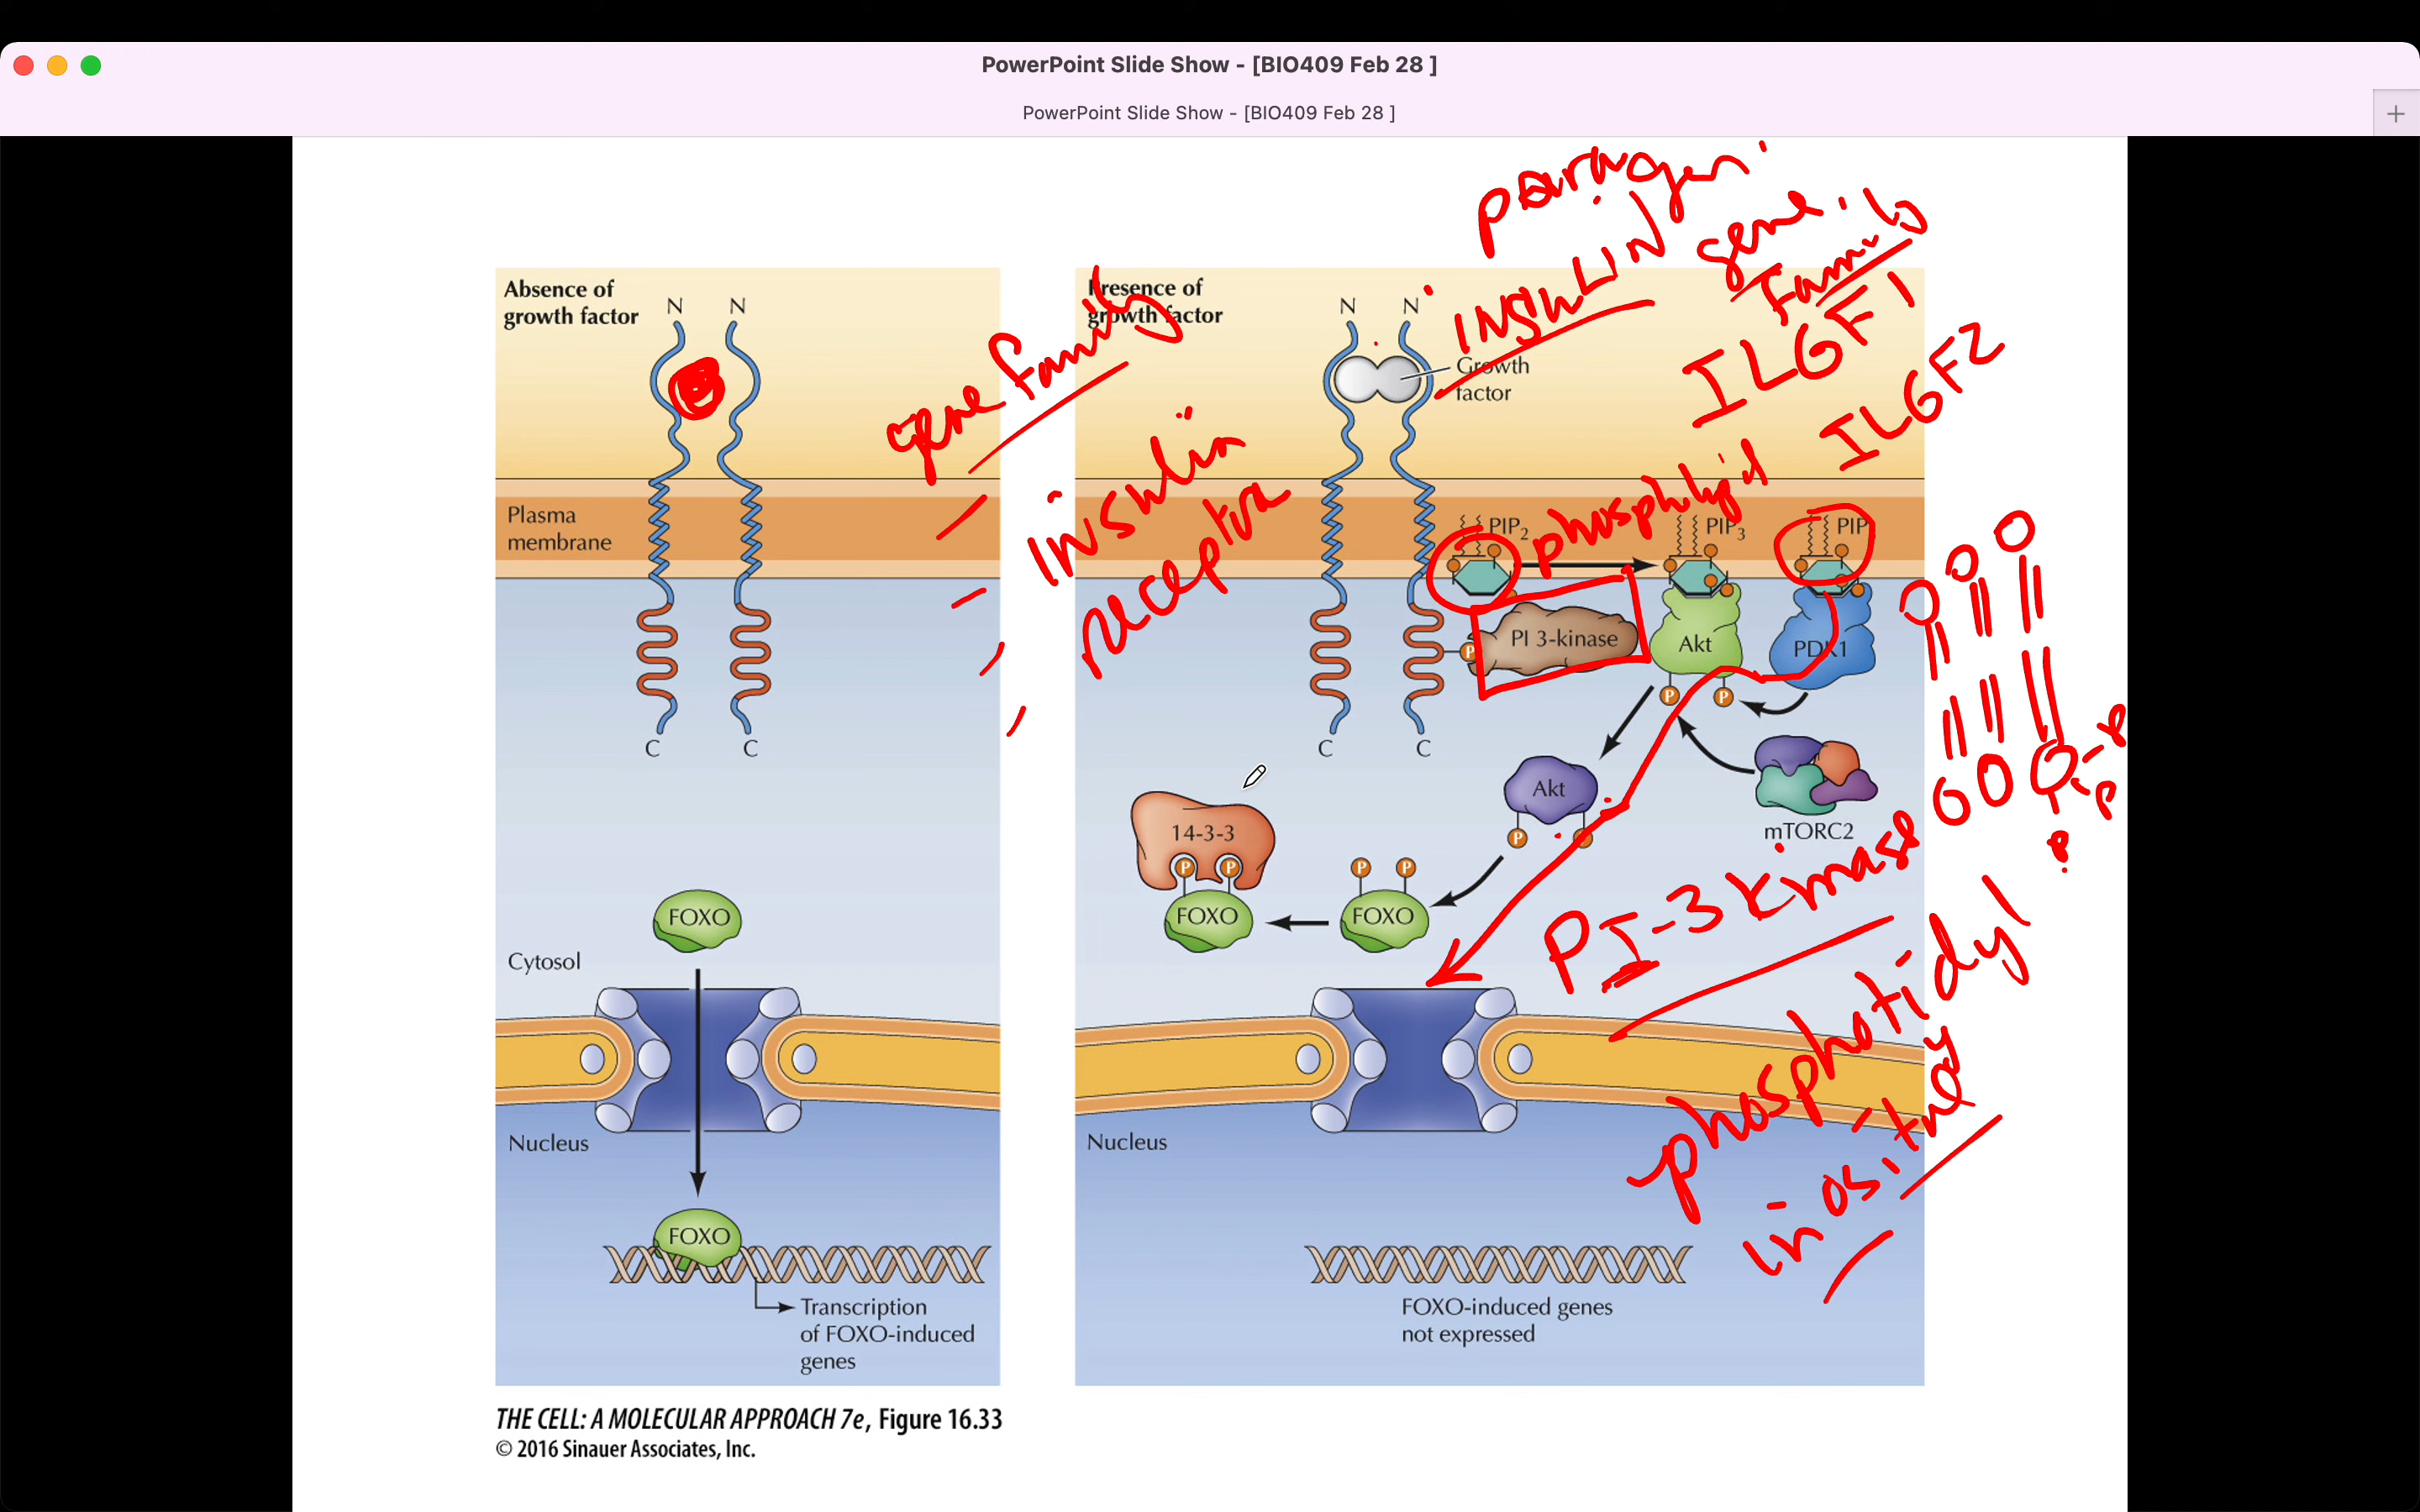 PowerPoint Slide Show - [BIO409 Feb 28 ]
PowerPoint Slide Show - [BIO409 Feb 28 ]
Absence of
growth factor
N N
Plasma
membrane
C C
FOXO
Cytosol
Nucleus
FOXO
Transcription
of FOXO-induced
genes
gene family
insulin
receptor
Presence of
growth factor
N N
Growth
factor
INSULIN
gene
Family
ILGF1
ILGF2
PIP2
PIP3
PIP
P
PI 3-kinase
Akt
PDK1
P P
C C
Akt
P
mTORC2
14-3-3
P P
P P
FOXO
FOXO
PI-3 Kinase
P
P
P
photidyl
inositol
Nucleus
FOXO-induced genes
not expressed
THE CELL: A MOLECULAR APPROACH 7e, Figure 16.33
© 2016 Sinauer Associates, Inc.